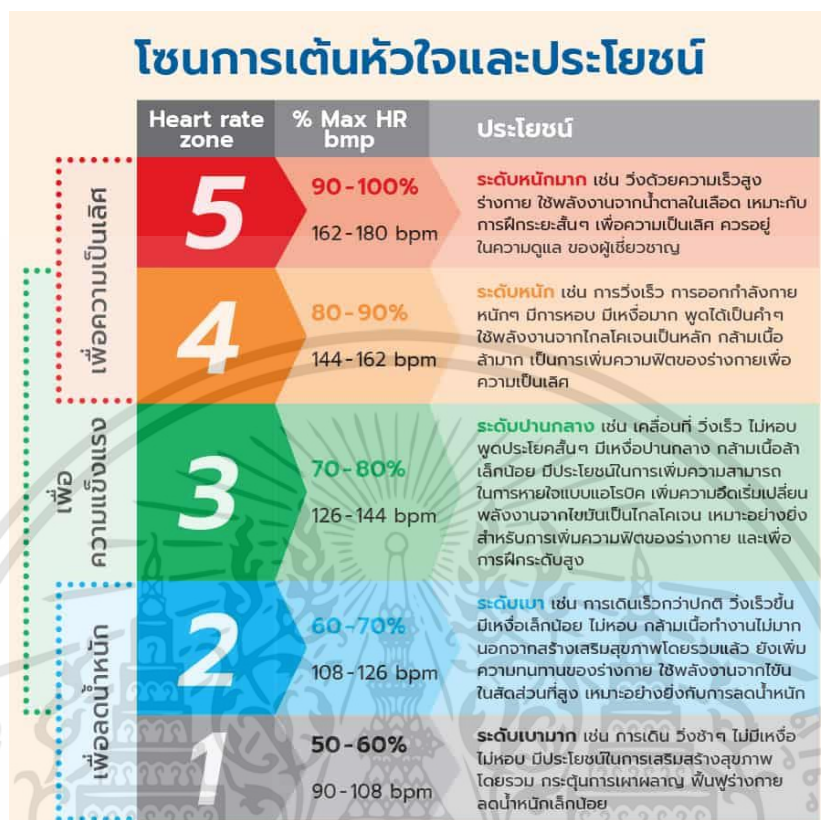 โซนการเต้นหัวใจและประโยชน์
Heart rate
zone
% Max HR
bmp
ประโยชน์
เพื่อความเป็นเลิศ
5
90-100%
162-180 bpm
ระดับหนักมาก เช่น วิ่งด้วยความเร็วสูง
ร่างกาย ใช้พลังงานจากน้ำตาลในเลือด เหมาะกับ
การฝึกระยะสั้นๆ เพื่อความเป็นเลิศ ควรอยู่
ในความดูแล ของผู้เชี่ยวชาญ
4
80-90%
144-162 bpm
ระดับหนัก เช่น การวิ่งเร็ว การออกกำลังกาย
หนักๆ มีการหอบ มีเหงื่อมาก พูดได้เป็นคำๆ
ใช้พลังงานจากไกลโคเจนเป็นหลัก กล้ามเนื้อ
ล้ามาก เป็นการเพิ่มความฟิตของร่างกายเพื่อ
ความเป็นเลิศ
เพื่อ
ความแข็งแรง
3
70-80%
126-144 bpm
ระดับปานกลาง เช่น เคลื่อนที่ วิ่งเร็ว ไม่หอบ
พูดประโยคสั้นๆ มีเหงื่อปานกลาง กล้ามเนื้อล้า
เล็กน้อย มีประโยชน์ในการเพิ่มความสามารถ
ในการหายใจแบบแอโรบิค เพิ่มความอึดเริ่มเปลี่ยน
พลังงานจากไขมันเป็นไกลโคเจน เหมาะอย่างยิ่ง
สำหรับการเพิ่มความฟิตของร่างกาย และเพื่อ
การฝึกระดับสูง
เพื่อลดน้ำหนัก
2
60-70%
108-126 bpm
ระดับเบา เช่น การเดินเร็วกว่าปกติ วิ่งเร็วขึ้น
มีเหงื่อเล็กน้อย ไม่หอบ กล้ามเนื้อทำงานไม่มาก
นอกจากสร้างเสริมสุขภาพโดยรวมแล้ว ยังเพิ่ม
ความทนทานของร่างกาย ใช้พลังงานจากไขัน
ในสัดส่วนที่สูง เหมาะอย่างยิ่งกับการลดน้ำหนัก
1
50-60%
90-108 bpm
ระดับเบามาก เช่น การเดิน วิ่งช้าๆ ไม่มีเหงื่อ
ไม่หอบ มีประโยชน์ในการเสริมสร้างสุขภาพ
โดยรวม กระตุ้นการเผาผลาญ ฟื้นฟูร่างกาย
ลดน้ำหนักเล็กน้อย